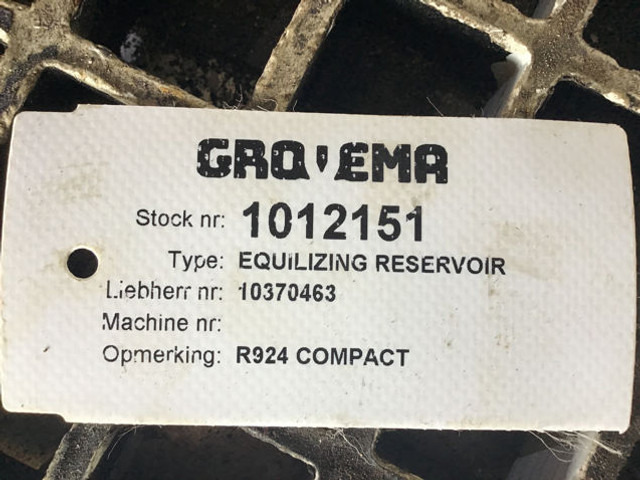 GROVEMA
Stock nr: 1012151
Type: EQUILIZING RESERVOIR
Liebherr nr: 10370463
Machine nr:
Opmerking: R924 COMPACT